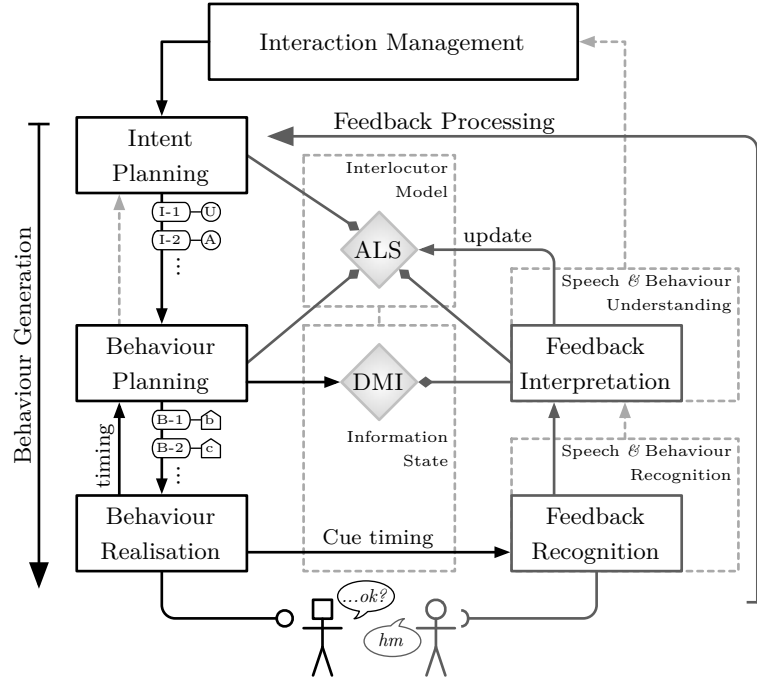 Interaction Management
Feedback Processing
Intent
Planning
Interlocutor
Model
I-1 U
I-2 A
...
ALS
update
Speech & Behaviour
Understanding
Behaviour Generation
Behaviour
Planning
DMI
Feedback
Interpretation
B-1 b
B-2 c
...
timing
Information
State
Speech & Behaviour
Recognition
Behaviour
Realisation
Cue timing
Feedback
Recognition
...ok?
hm